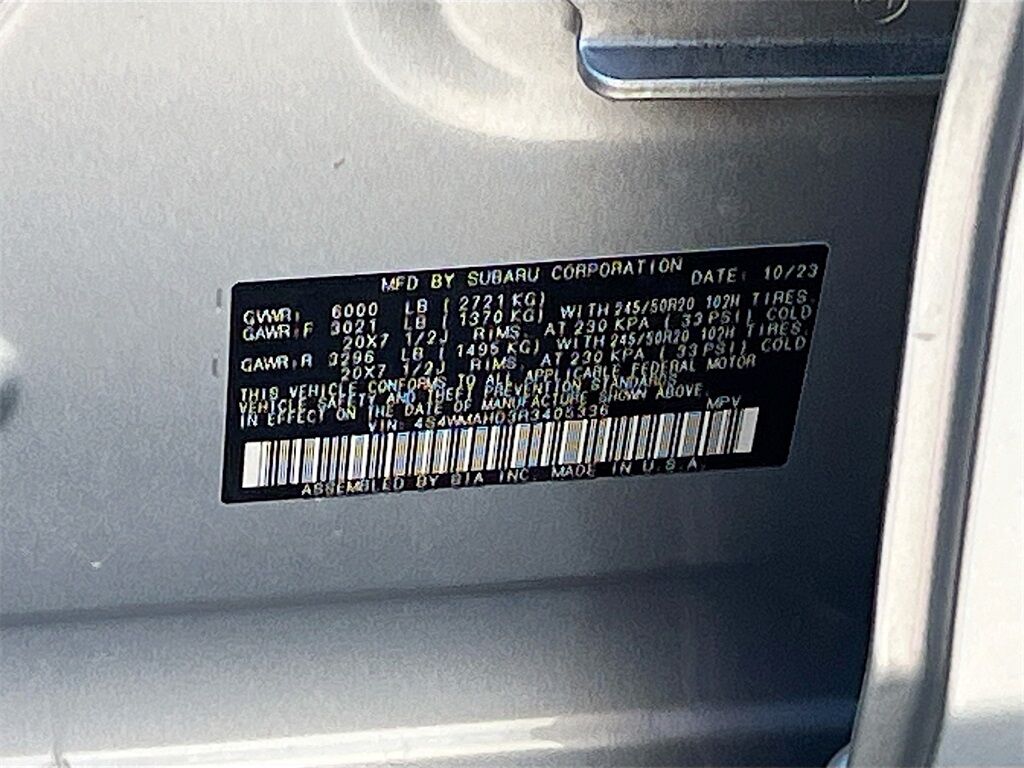 MFD BY SUBARU CORPORATION DATE: 10/23
GVWR: 6000 LB ( 2721 KG)
GAWR:F 3021 LB ( 1370 KG) WITH 245/50R20 102H TIRES,
20X7 1/2J RIMS, AT 230 KPA ( 33 PSI) COLD
GAWR:R 3296 LB ( 1495 KG) WITH 245/50R20 102H TIRES,
20X7 1/2J RIMS, AT 230 KPA ( 33 PSI) COLD
THIS VEHICLE CONFORMS TO ALL APPLICABLE FEDERAL MOTOR
VEHICLE SAFETY AND THEFT PREVENTION STANDARDS
IN EFFECT ON THE DATE OF MANUFACTURE SHOWN ABOVE
VIN: MPV
ASSEMBLED BY SIA INC. MADE IN U.S.A.